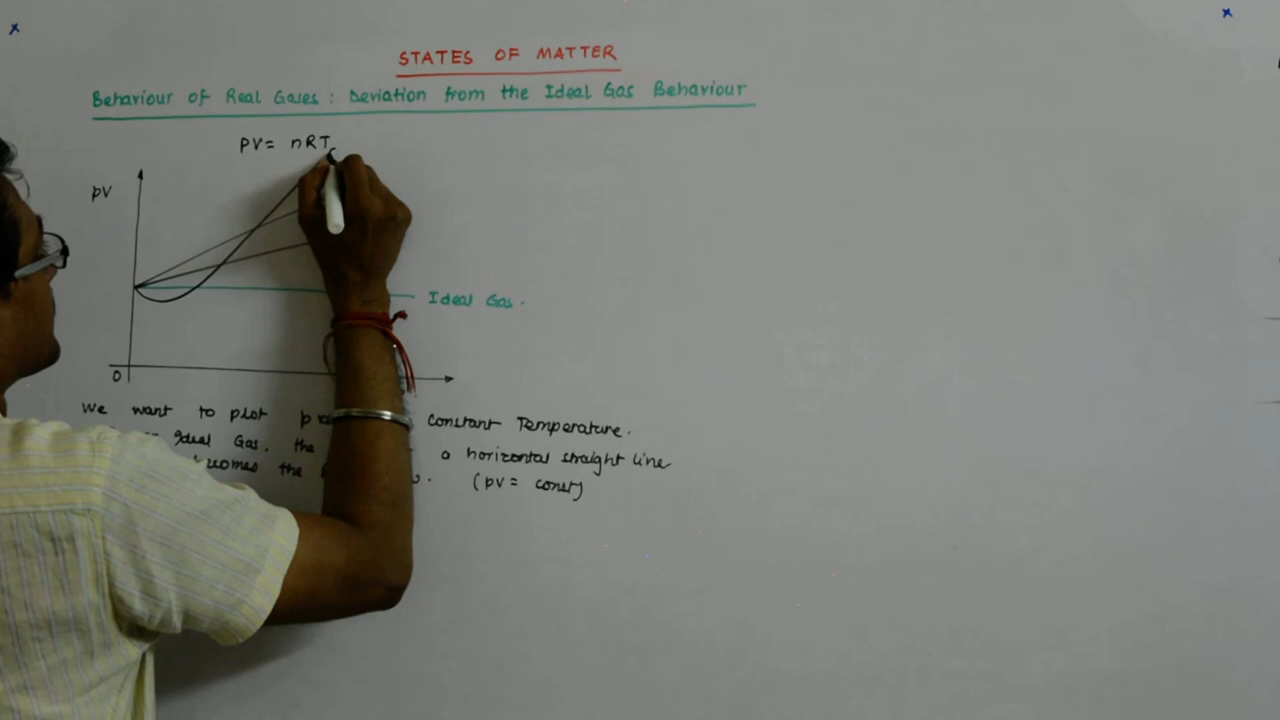 STATES OF MATTER
Behaviour of Real Gases : Deviation from the Ideal Gas Behaviour
PV = nRT
PV
Ideal Gas.
0
We want to plot constant Temperature.
Ideal Gas. the a horizontal straight line
the (PV = const)